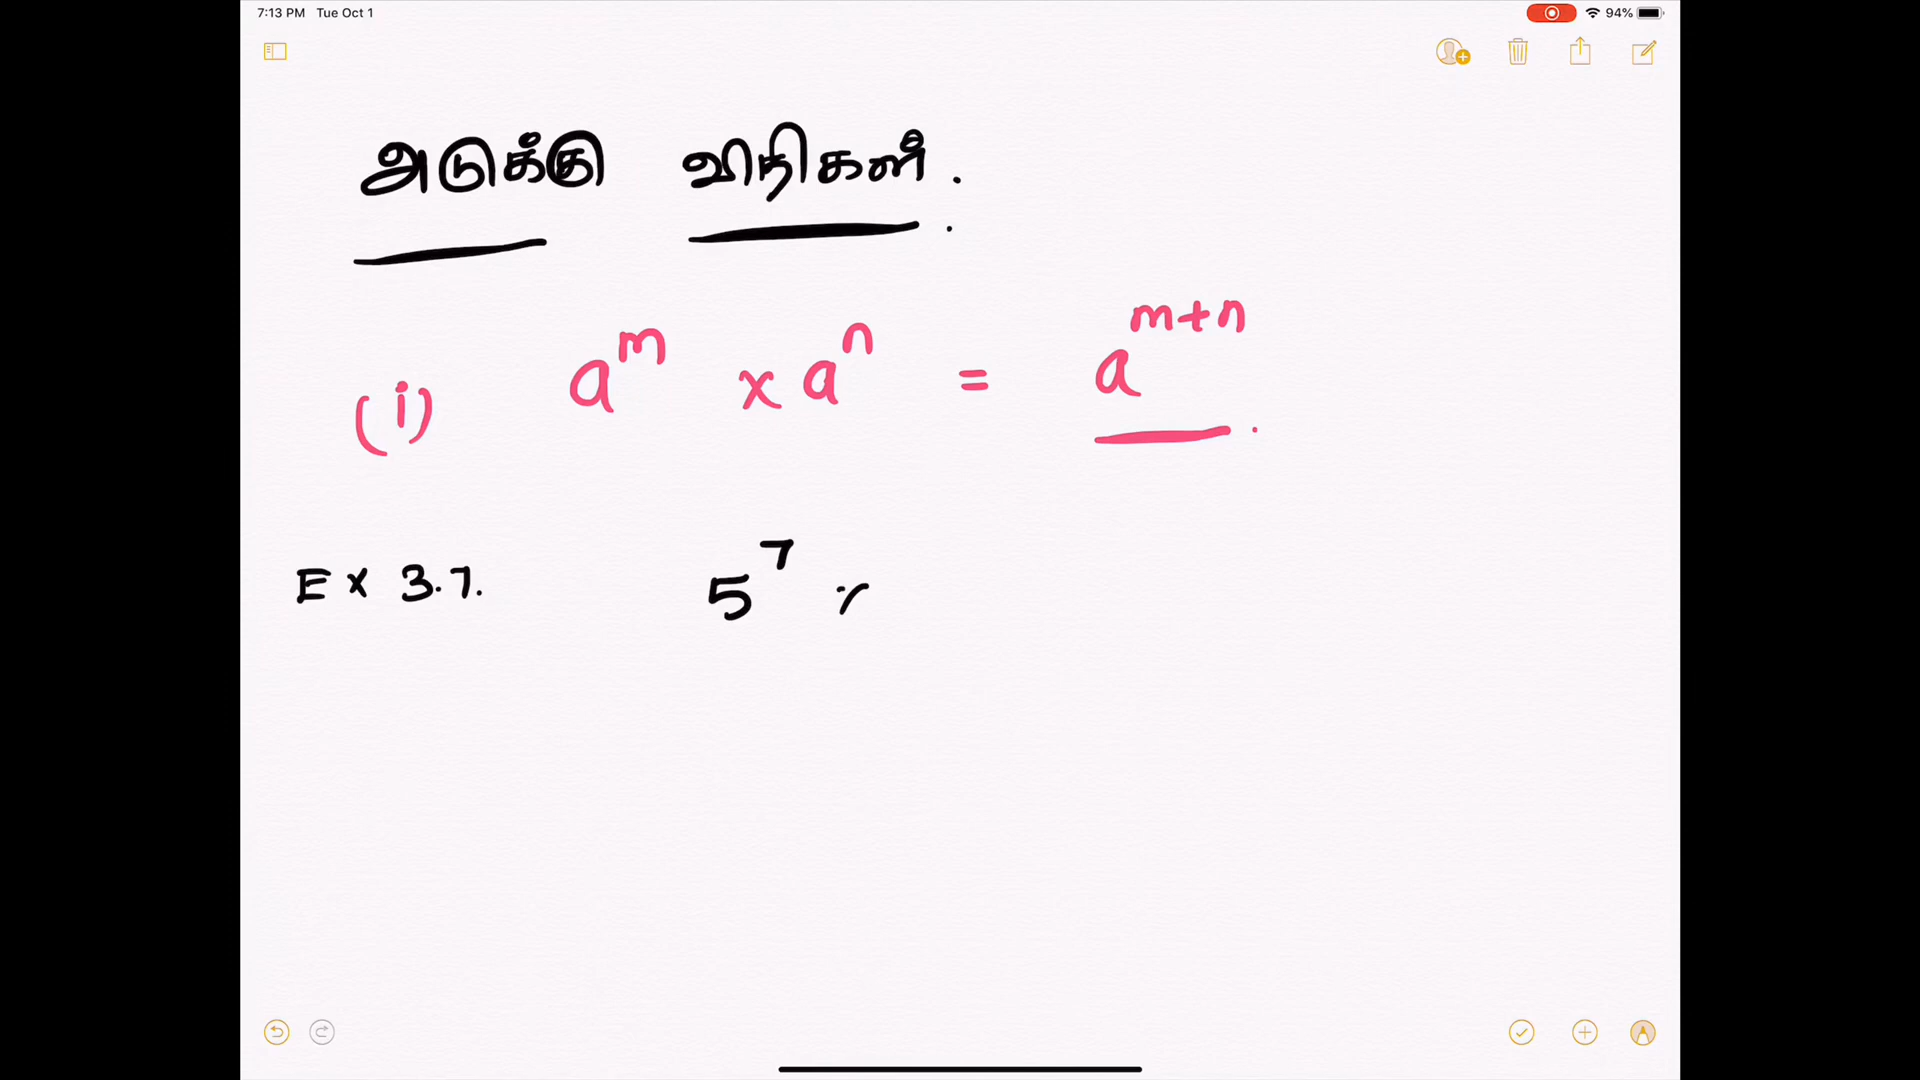 7:13 PM Tue Oct 1 94%
அடுக்கு விதிகள்.
(i) a^m x a^n = a^{m+n}.
Ex 3.7. 5^7 x